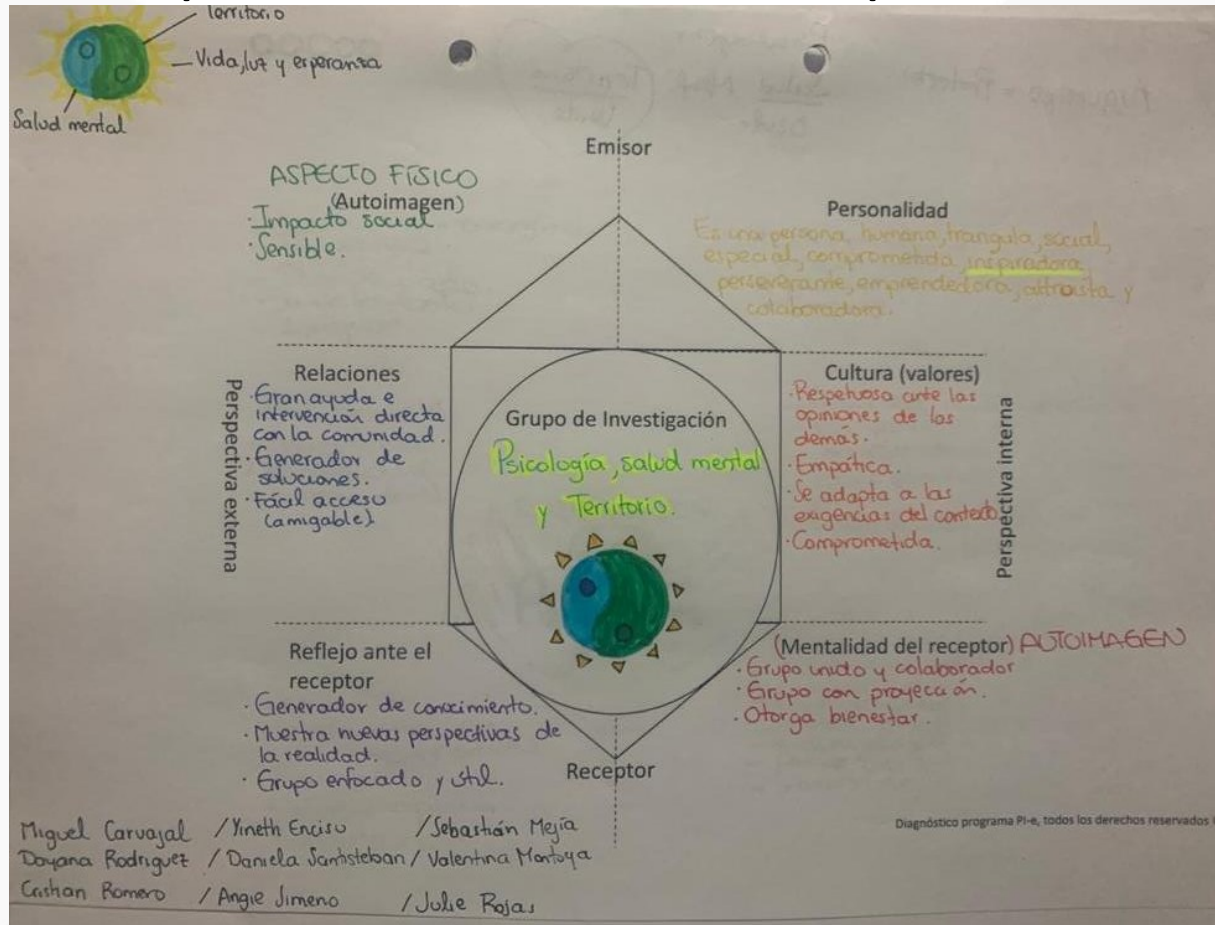 Territorio
Vida, luz y esperanza
Salud mental
Emisor
ASPECTO FÍSICO
(Autoimagen)
· Impacto social
· Sensible.
Personalidad
Es una persona, humana, tranquila, social,
especial, comprometida, inspiradora,
perseverante, emprendedora, altruista y
colaboradora.
Perspectiva externa
Relaciones
· Gran ayuda e
intervención directa
con la comunidad.
· Generador de
soluciones.
· Fácil acceso
(amigable)
Grupo de Investigación
Psicología, salud mental
y Territorio.
Cultura (valores)
· Respetuosa ante las
opiniones de los
demás.
· Empática.
· Se adapta a las
exigencias del contexto
· Comprometida.
Perspectiva interna
Reflejo ante el
receptor
· Generador de conocimiento.
· Muestra nuevas perspectivas de
la realidad.
· Grupo enfocado y útil.
(Mentalidad del receptor) AUTOIMAGEN
· Grupo unido y colaborador
· Grupo con proyección.
· Otorga bienestar.
Receptor
Diagnóstico programa PI-e, todos los derechos reservados
Miguel Carvajal / Yineth Enciso / Sebastián Mejía
Dayana Rodriguez / Daniela Santisteban / Valentina Montoya
Cristian Romero / Angie Jimeno / Julie Rojas